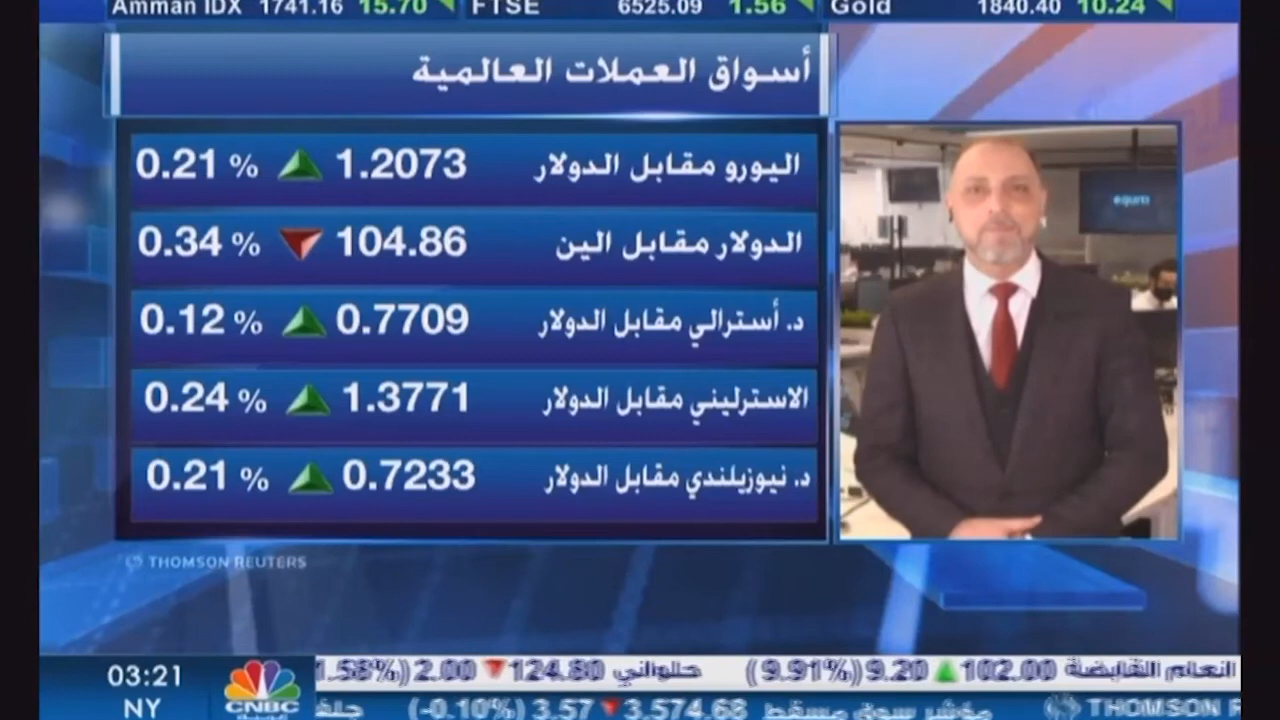 Amman IDX 1741.16 15.70 FTSE 6525.09 1.56 Gold 1840.40 10.24
أسواق العملات العالمية
اليورو مقابل الدولار 1.2073 0.21 %
الدولار مقابل الين 104.86 0.34 %
د. أسترالي مقابل الدولار 0.7709 0.12 %
الاسترليني مقابل الدولار 1.3771 0.24 %
د. نيوزيلندي مقابل الدولار 0.7233 0.21 %
equiti
THOMSON REUTERS
03:21
NY
CNBC
عربية
القابضة 102.00 9.20 (9.91%) حلواني 124.80 2.00 1.58%)
THOMSON R مؤشر سوق مسقط 3,574.68 3.57 (-0.10%)